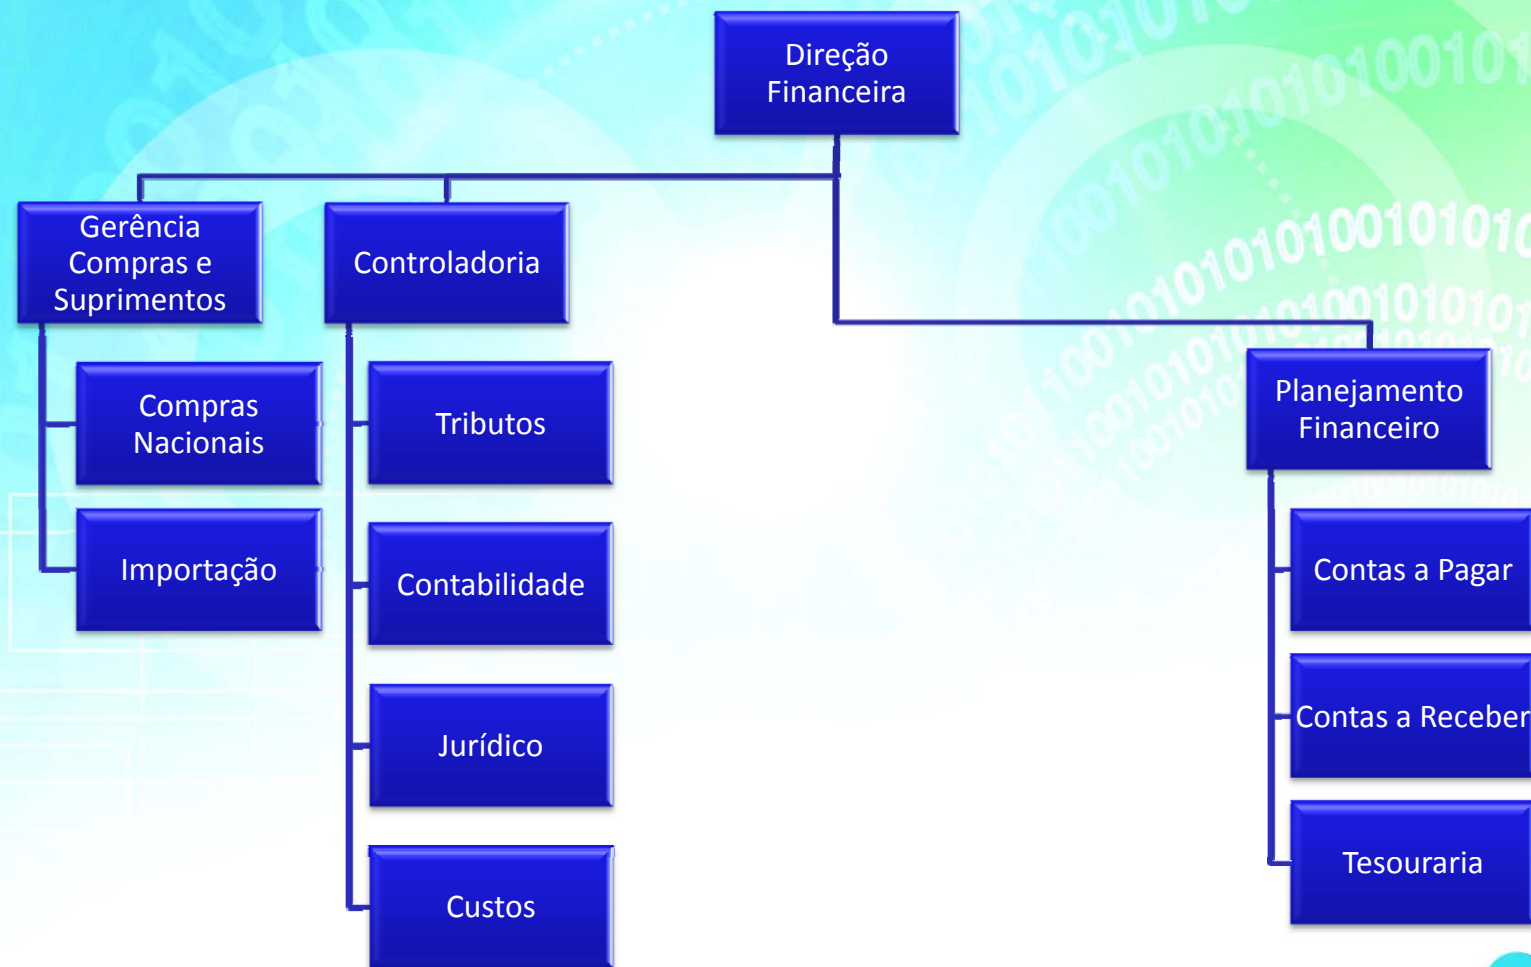 Direção
Financeira
Gerência
Compras e
Suprimentos
Controladoria
Planejamento
Financeiro
Compras
Nacionais
Importação
Tributos
Contabilidade
Jurídico
Custos
Contas a Pagar
Contas a Receber
Tesouraria